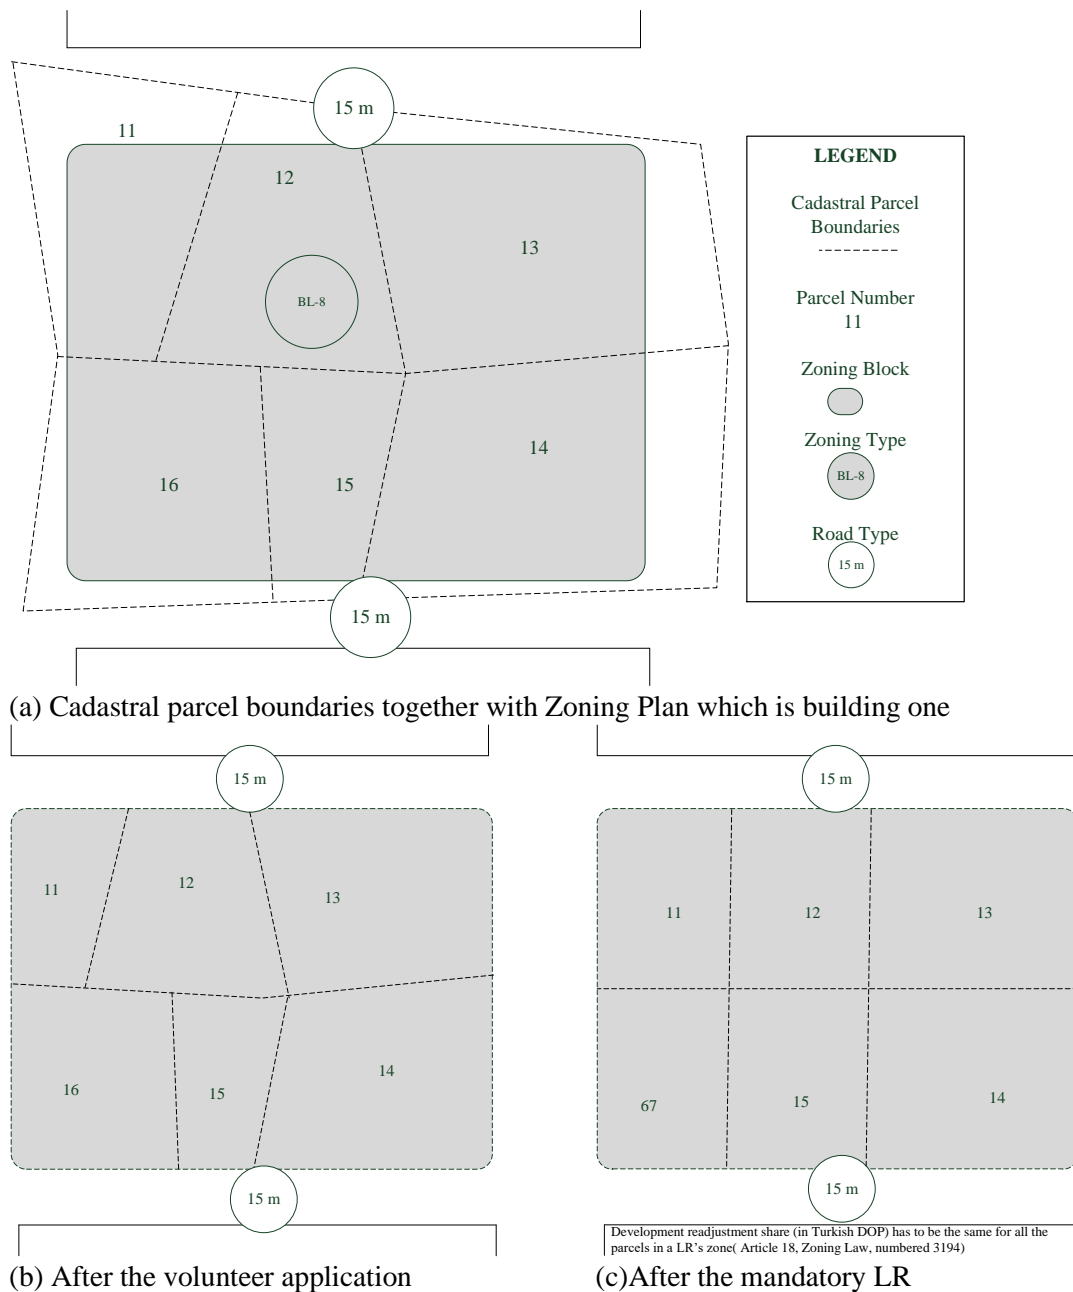 15 m
11
12
13
BL-8
14
16
15
15 m
LEGEND
Cadastral Parcel
Boundaries
Parcel Number
11
Zoning Block
Zoning Type
BL-8
Road Type
15 m
(a) Cadastral parcel boundaries together with Zoning Plan which is building one
15 m
11
12
13
16
15
14
15 m
(b) After the volunteer application
15 m
11
12
13
67
15
14
15 m
Development readjustment share (in Turkish DOP) has to be the same for all the
parcels in a LR's zone( Article 18, Zoning Law, numbered 3194)
(c)After the mandatory LR